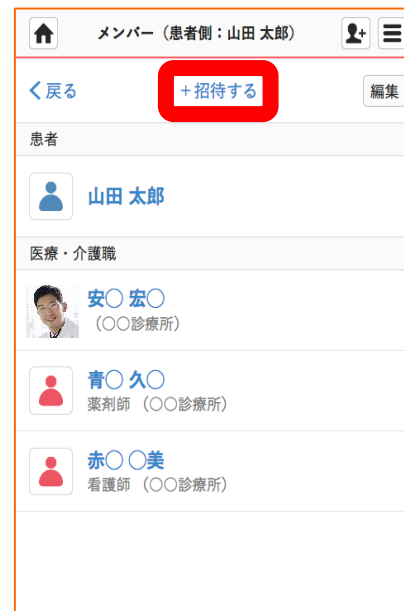 メンバー（患者側：山田 太郎）
戻る
＋招待する
編集
患者
山田 太郎
医療・介護職
安〇 宏〇
（〇〇診療所）
青〇 久〇
薬剤師 （〇〇診療所）
赤〇 〇美
看護師 （〇〇診療所）